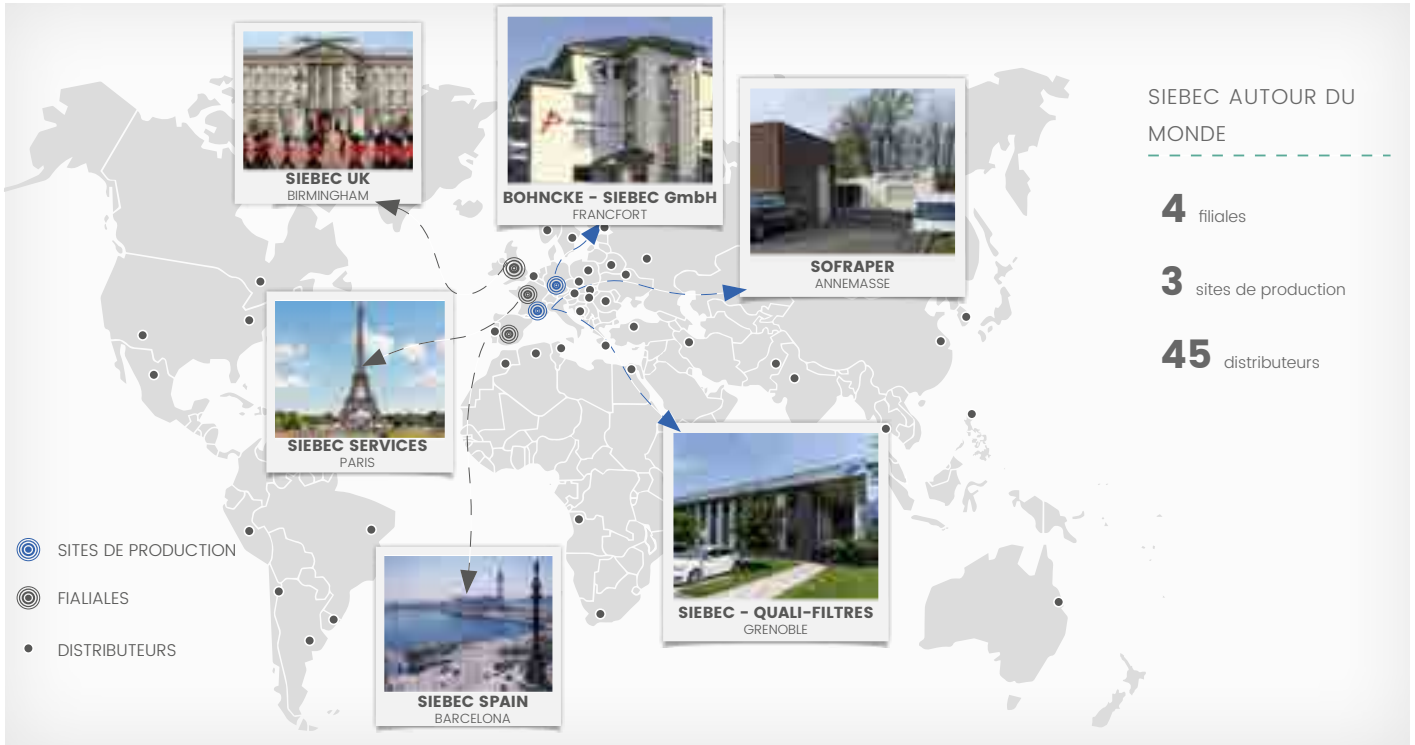 SIEBEC UK
BIRMINGHAM
BOHNCKE - SIEBEC GmbH
FRANCFORT
SOFRAPER
ANNEMASSE
SIEBEC SERVICES
PARIS
SIEBEC - QUALI-FILTRES
GRENOBLE
SIEBEC SPAIN
BARCELONA
SITES DE PRODUCTION
FIALIALES
DISTRIBUTEURS
SIEBEC AUTOUR DU
MONDE
4 filiales
3 sites de production
45 distributeurs